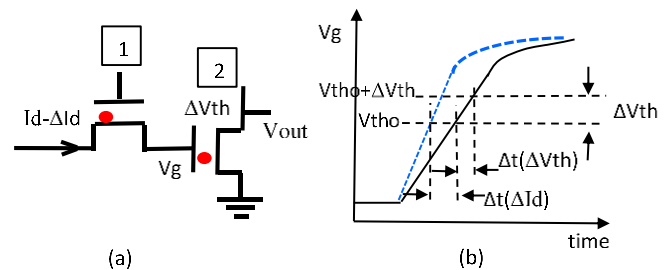 1
2
Id-ΔId
ΔVth
Vg
Vout
(a)
Vg
Vtho+ΔVth
Vtho
ΔVth
Δt(ΔVth)
Δt(ΔId)
time
(b)